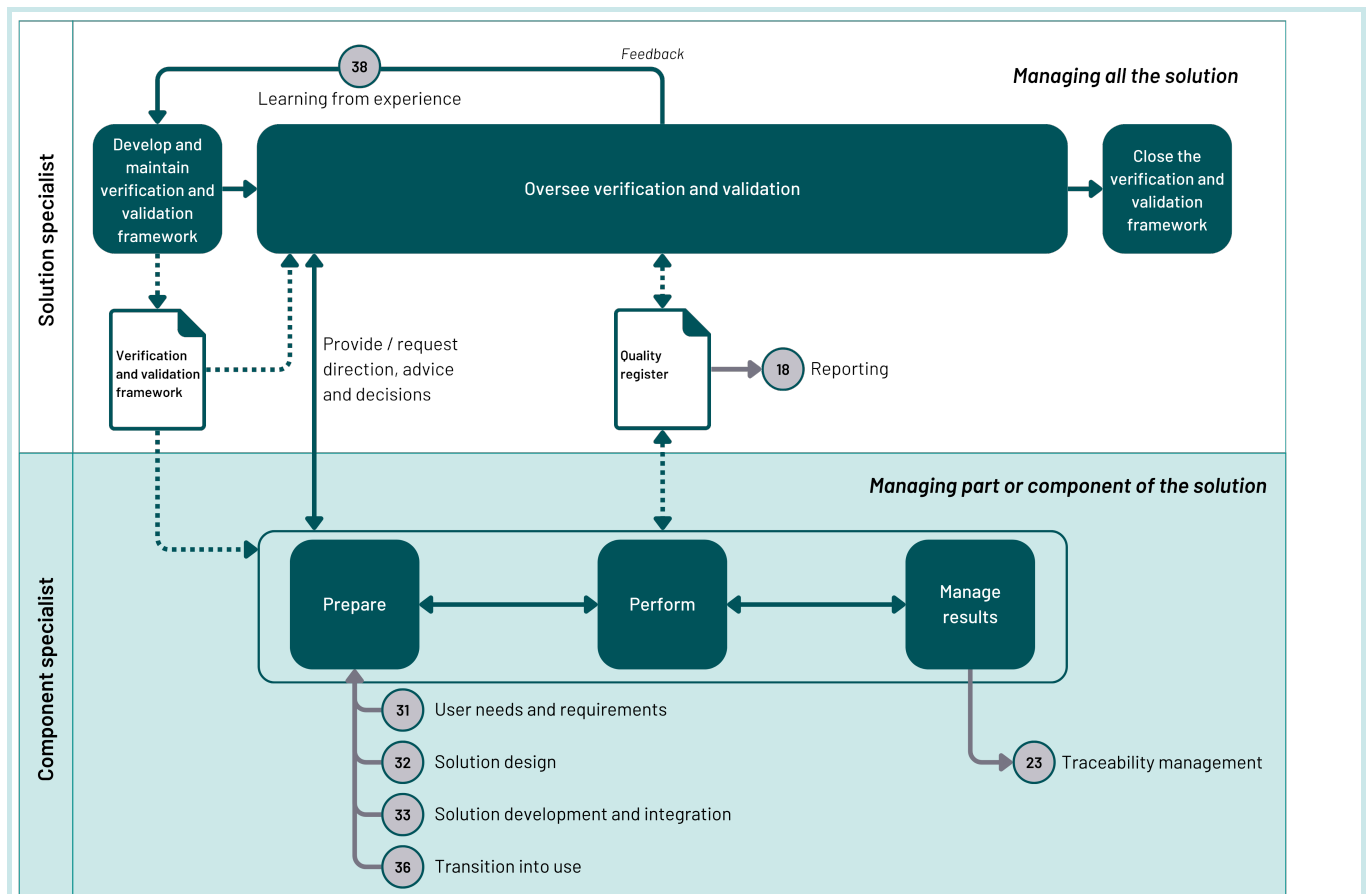 Feedback
38
Managing all the solution
Learning from experience
Develop and
maintain
verification and
validation
framework
Oversee verification and validation
Close the
verification and
validation
framework
Solution specialist
Verification
and validation
framework
Provide / request
direction, advice
and decisions
Quality
register
18
Reporting
Managing part or component of the solution
Component specialist
Prepare
Perform
Manage
results
31
User needs and requirements
32
Solution design
23
Traceability management
33
Solution development and integration
36
Transition into use